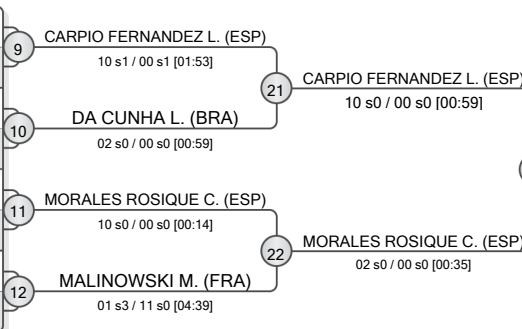 9
CARPIO FERNANDEZ L. (ESP)
10 s1 / 00 s1 [01:53]
21
CARPIO FERNANDEZ L. (ESP)
10 s0 / 00 s0 [00:59]
10
DA CUNHA L. (BRA)
02 s0 / 00 s0 [00:59]
11
MORALES ROSIQUE C. (ESP)
10 s0 / 00 s0 [00:14]
22
MORALES ROSIQUE C. (ESP)
02 s0 / 00 s0 [00:35]
12
MALINOWSKI M. (FRA)
01 s3 / 11 s0 [04:39]